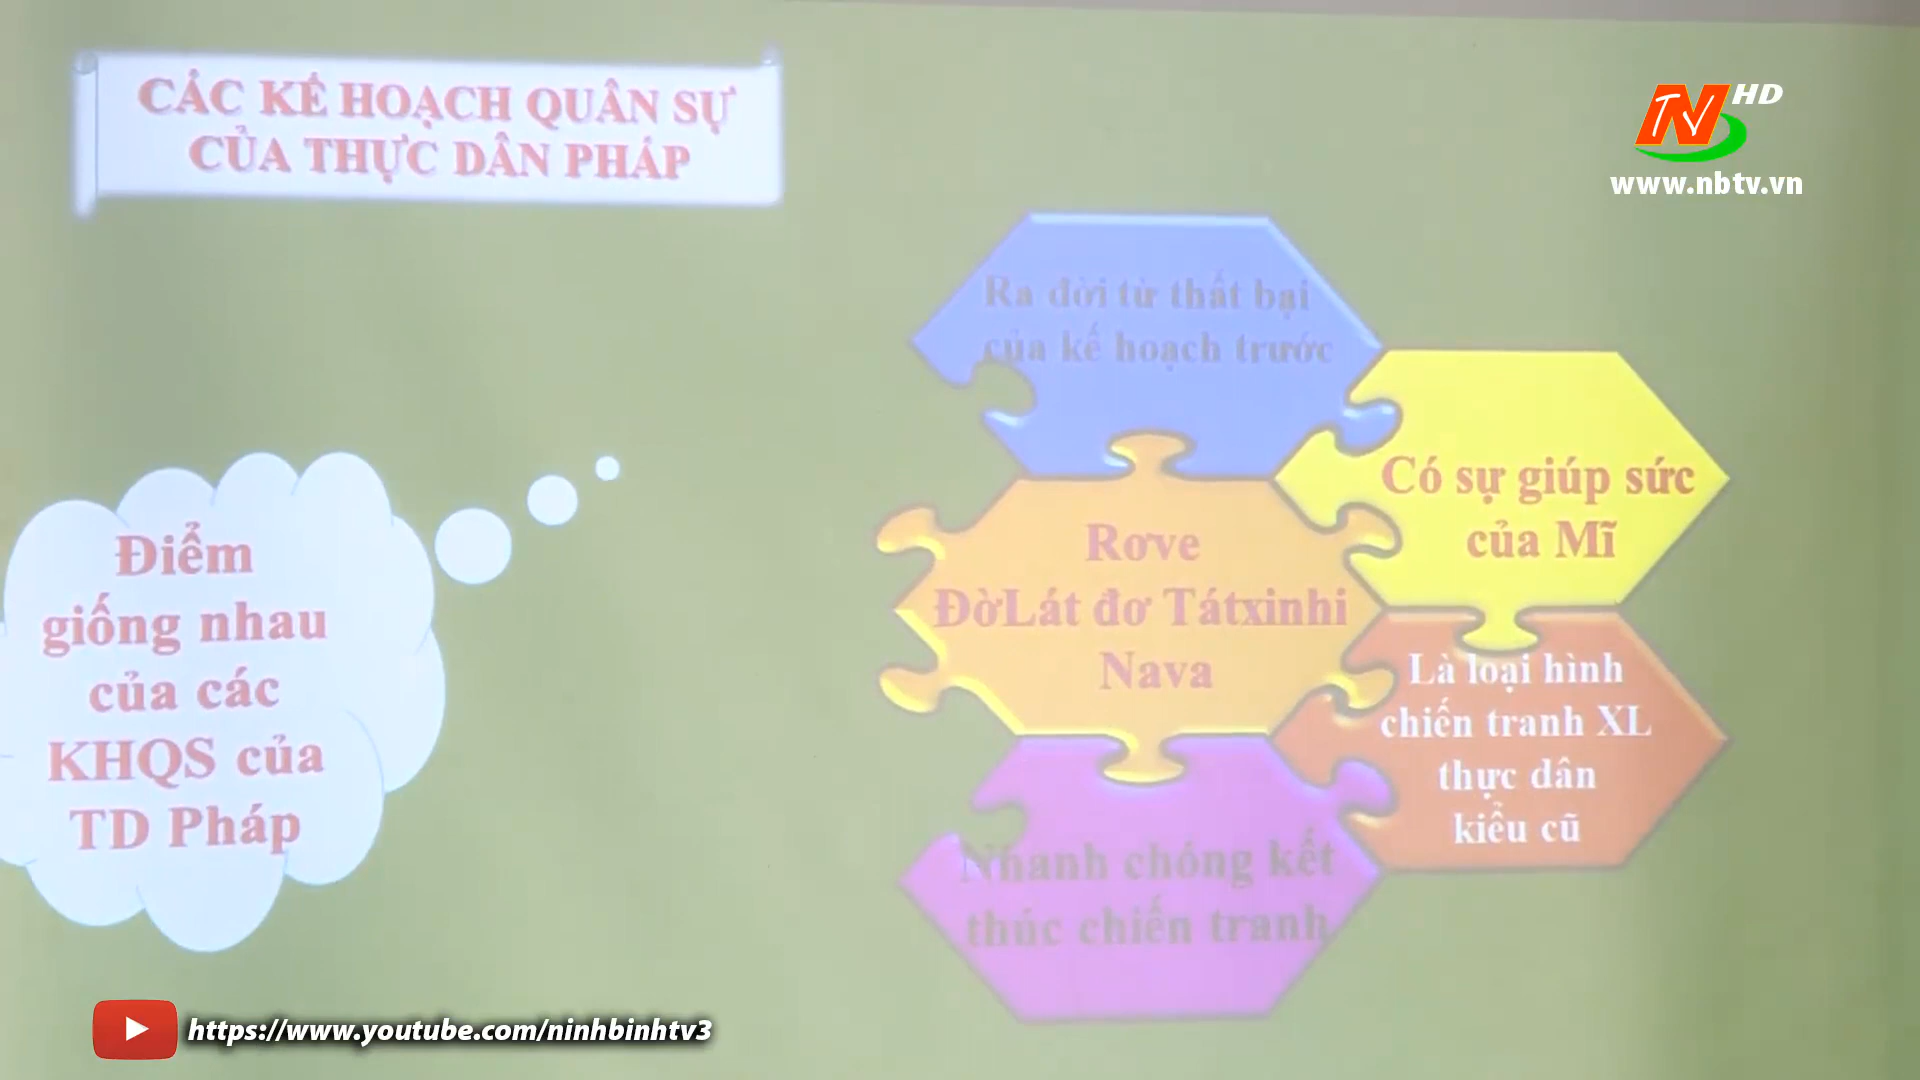 CÁC KẾ HOẠCH QUÂN SỰ
CỦA THỰC DÂN PHÁP
NTV HD
www.nbtv.vn
Ra đời từ thất bại
của kế hoạch trước
Có sự giúp sức
của Mĩ
Rơve
ĐờLát đơ Tátxinhi
Nava
Là loại hình
chiến tranh XL
thực dân
kiểu cũ
Nhanh chóng kết
thúc chiến tranh
Điểm
giống nhau
của các
KHQS của
TD Pháp
https://www.youtube.com/ninhbinhtv3